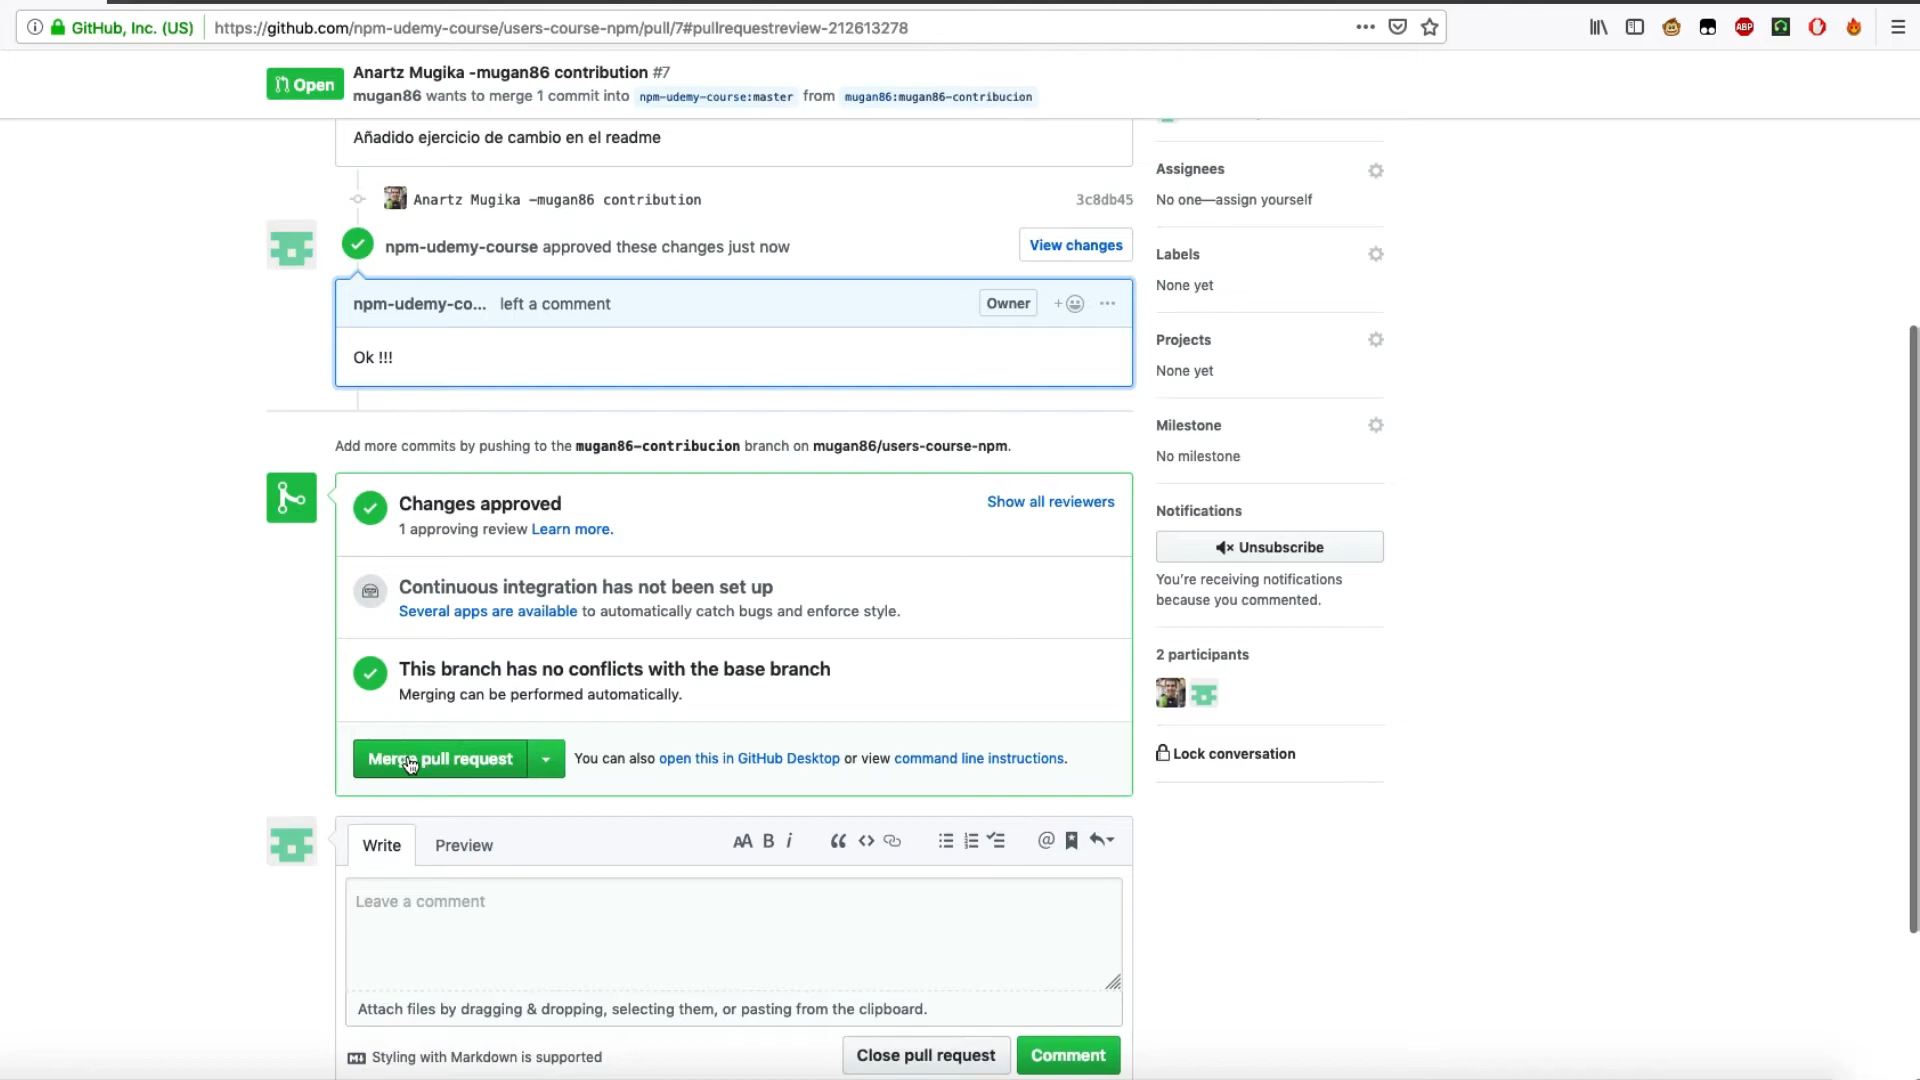 GitHub, Inc. (US) https://github.com/npm-udemy-course/users-course-npm/pull/7#pullrequestreview-212613278
ABP
Open
Anartz Mugika -mugan86 contribution #7
mugan86 wants to merge 1 commit into npm-udemy-course:master from mugan86:mugan86-contribucion
Añadido ejercicio de cambio en el readme
Anartz Mugika -mugan86 contribution 3c8db45
npm-udemy-course approved these changes just now View changes
npm-udemy-co... left a comment Owner
Ok !!!
Add more commits by pushing to the mugan86-contribucion branch on mugan86/users-course-npm.
Changes approved Show all reviewers
1 approving review Learn more.
Continuous integration has not been set up
Several apps are available to automatically catch bugs and enforce style.
This branch has no conflicts with the base branch
Merging can be performed automatically.
Merge pull request You can also open this in GitHub Desktop or view command line instructions.
Write Preview AA B i
Leave a comment
Attach files by dragging & dropping, selecting them, or pasting from the clipboard.
Styling with Markdown is supported
Close pull request Comment
Assignees
No one—assign yourself
Labels
None yet
Projects
None yet
Milestone
No milestone
Notifications
Unsubscribe
You're receiving notifications
because you commented.
2 participants
Lock conversation